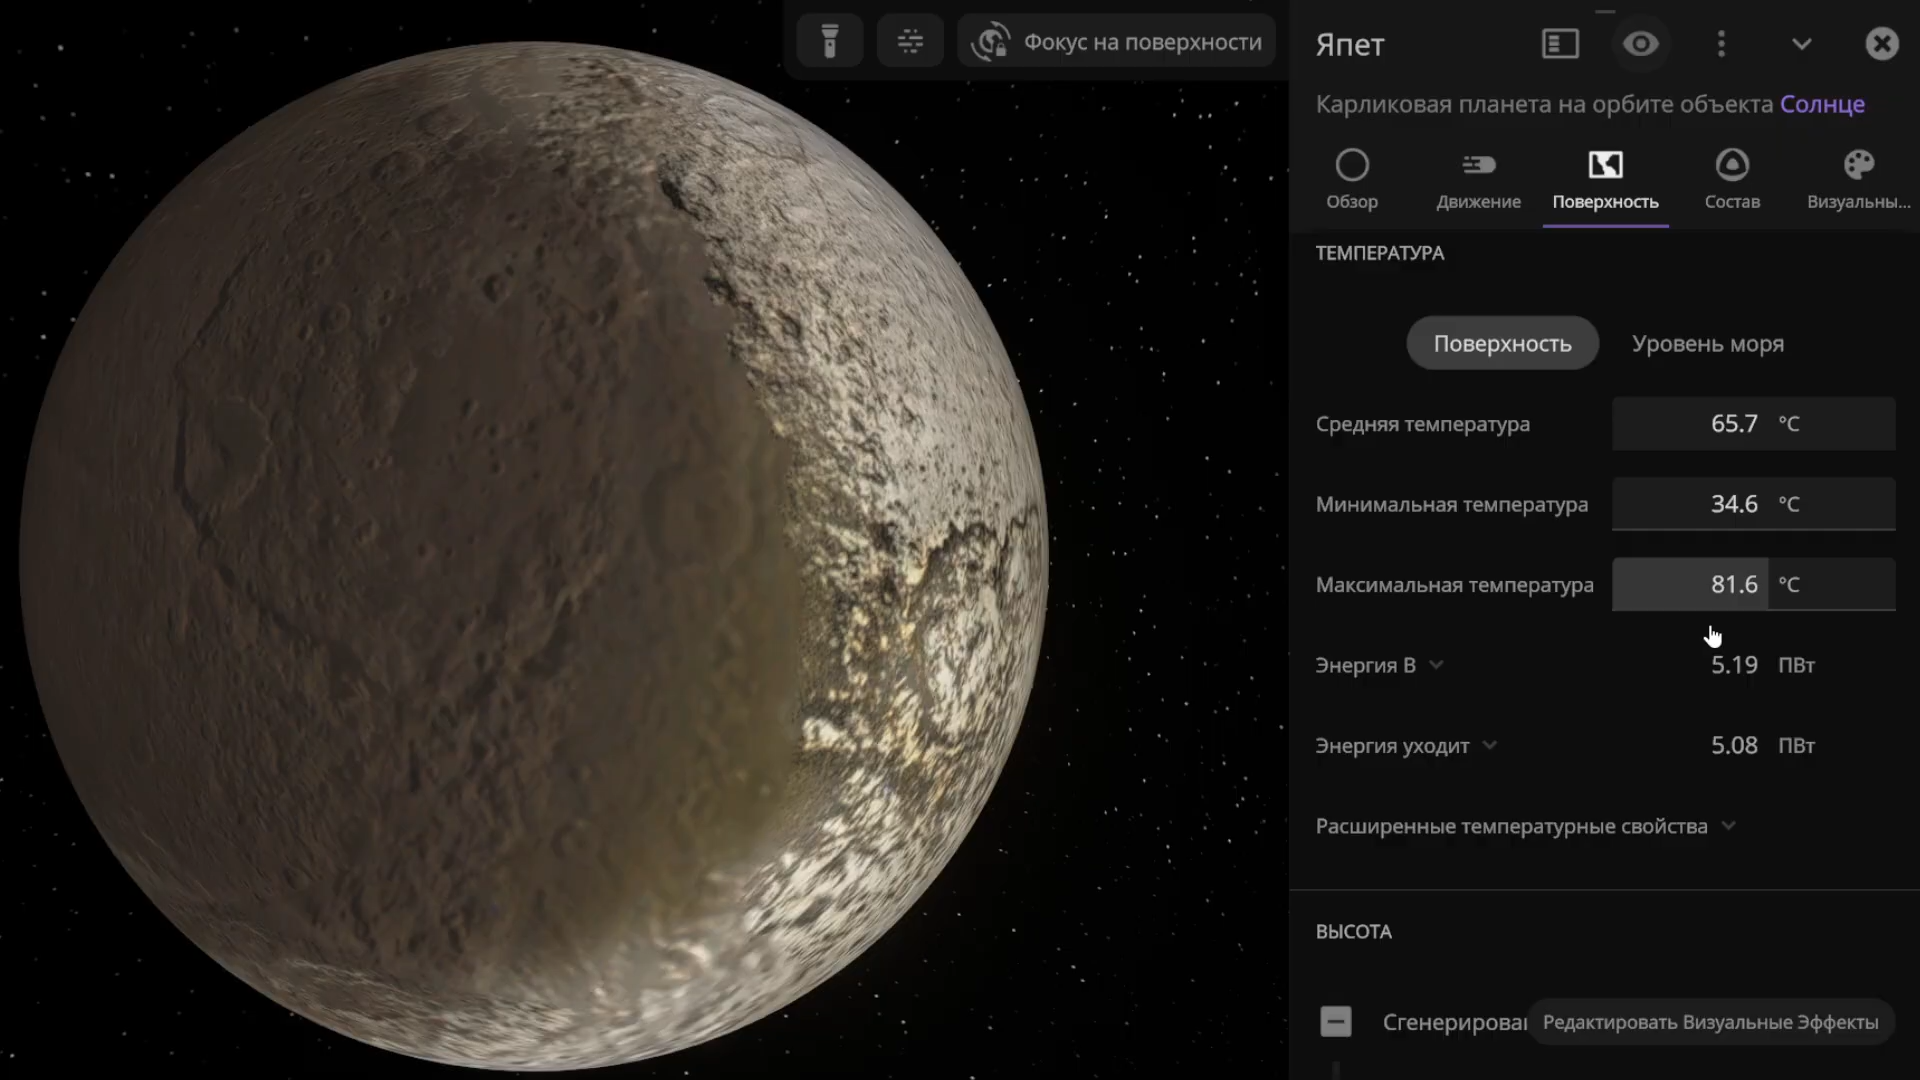 Фокус на поверхности
Япет
Карликовая планета на орбите объекта Солнце
Обзор
Движение
Поверхность
Состав
Визуальны...
ТЕМПЕРАТУРА
Поверхность
Уровень моря
Средняя температура 65.7 °C
Минимальная температура 34.6 °C
Максимальная температура 81.6 °C
Энергия В 5.19 ПВт
Энергия уходит 5.08 ПВт
Расширенные температурные свойства
ВЫСОТА
Сгенерирова
Редактировать Визуальные Эффекты